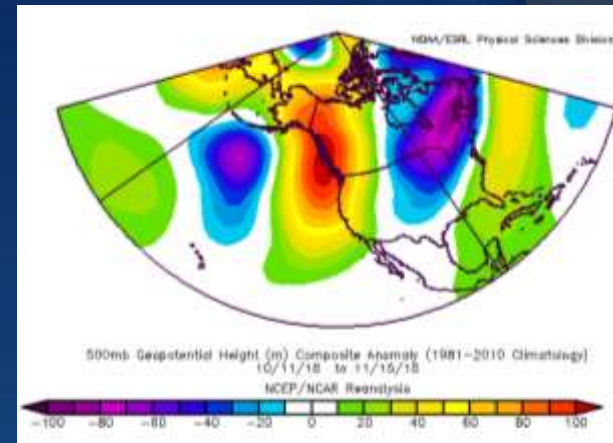 NOAA/ESRL Physical Sciences Division
500mb Geopotential Height (m) Composite Anomaly (1981-2010 Climatology)
10/11/18 to 11/15/18
NCEP/NCAR Reanalysis
-100 -80 -60 -40 -20 0 20 40 60 80 100